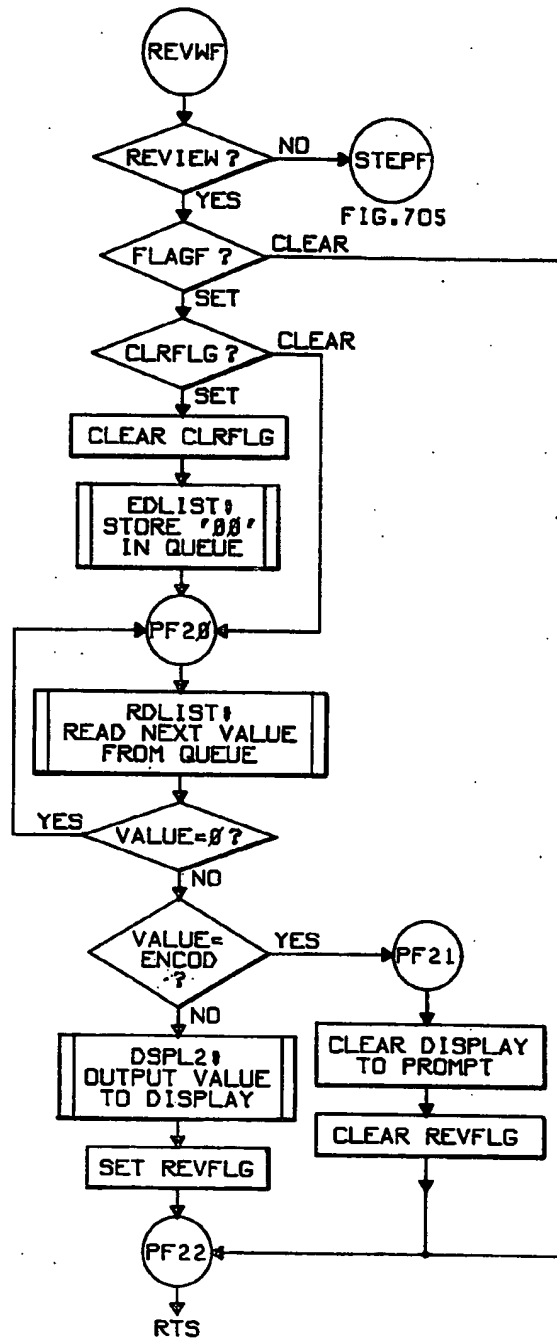 REVWF
REVIEW ?
NO
STEPF
YES
FIG.705
FLAGF ?
CLEAR
SET
CLRFLG ?
CLEAR
SET
CLEAR CLRFLG
EDLIST:
STORE "00"
IN QUEUE
PF20
RDLIST:
READ NEXT VALUE
FROM QUEUE
YES
VALUE=0 ?
NO
VALUE=
ENCOD
?
YES
PF21
NO
DSPL2:
OUTPUT VALUE
TO DISPLAY
CLEAR DISPLAY
TO PROMPT
CLEAR REVFLG
SET REVFLG
PF22
RTS